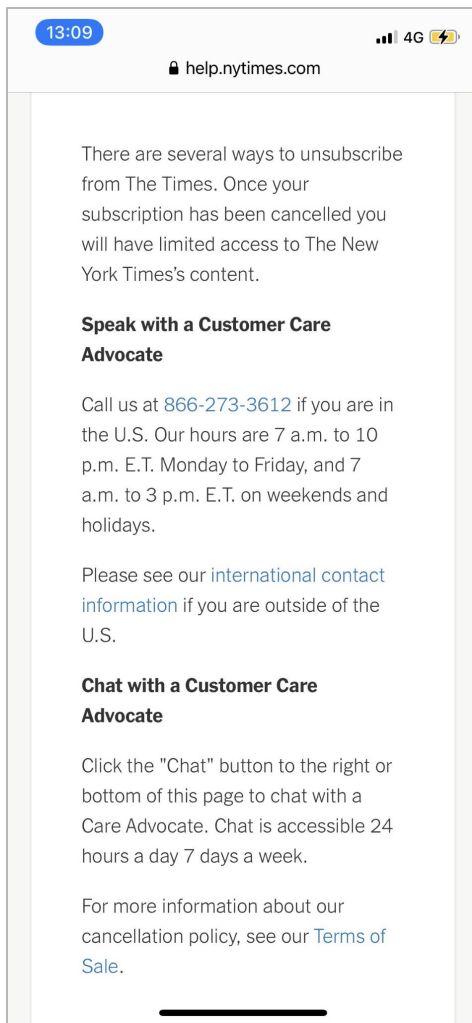 13:09
4G
help.nytimes.com
There are several ways to unsubscribe
from The Times. Once your
subscription has been cancelled you
will have limited access to The New
York Times’s content.
Speak with a Customer Care
Advocate
Call us at 866-273-3612 if you are in
the U.S. Our hours are 7 a.m. to 10
p.m. E.T. Monday to Friday, and 7
a.m. to 3 p.m. E.T. on weekends and
holidays.
Please see our international contact
information if you are outside of the
U.S.
Chat with a Customer Care
Advocate
Click the "Chat" button to the right or
bottom of this page to chat with a
Care Advocate. Chat is accessible 24
hours a day 7 days a week.
For more information about our
cancellation policy, see our Terms of
Sale.